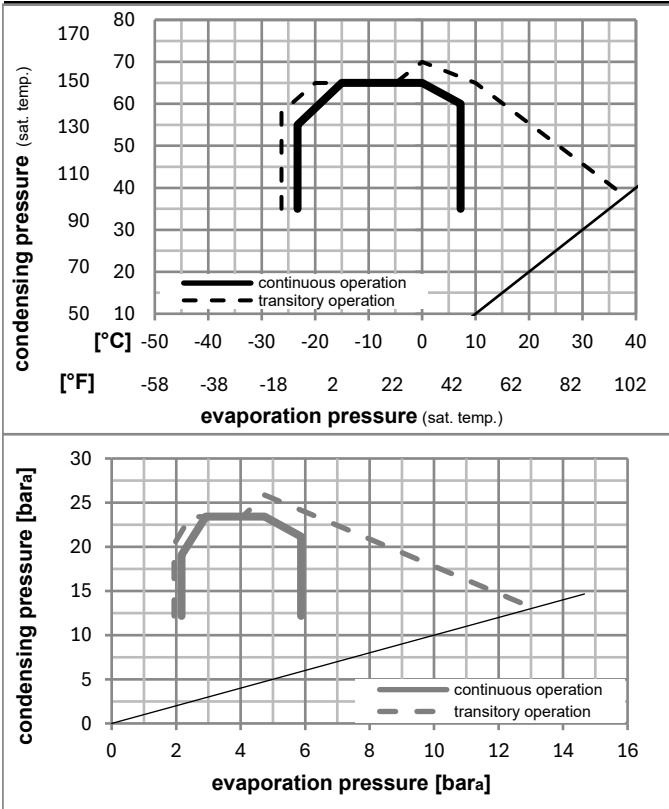 condensing pressure (sat. temp.)
170
150
130
110
90
70
50
80
70
60
50
40
30
20
10
continuous operation
transitory operation
[°C] -50 -40 -30 -20 -10 0 10 20 30 40
[°F] -58 -38 -18 2 22 42 62 82 102
evaporation pressure (sat. temp.)
condensing pressure [bara]
30
25
20
15
10
5
0
continuous operation
transitory operation
0 2 4 6 8 10 12 14 16
evaporation pressure [bara]